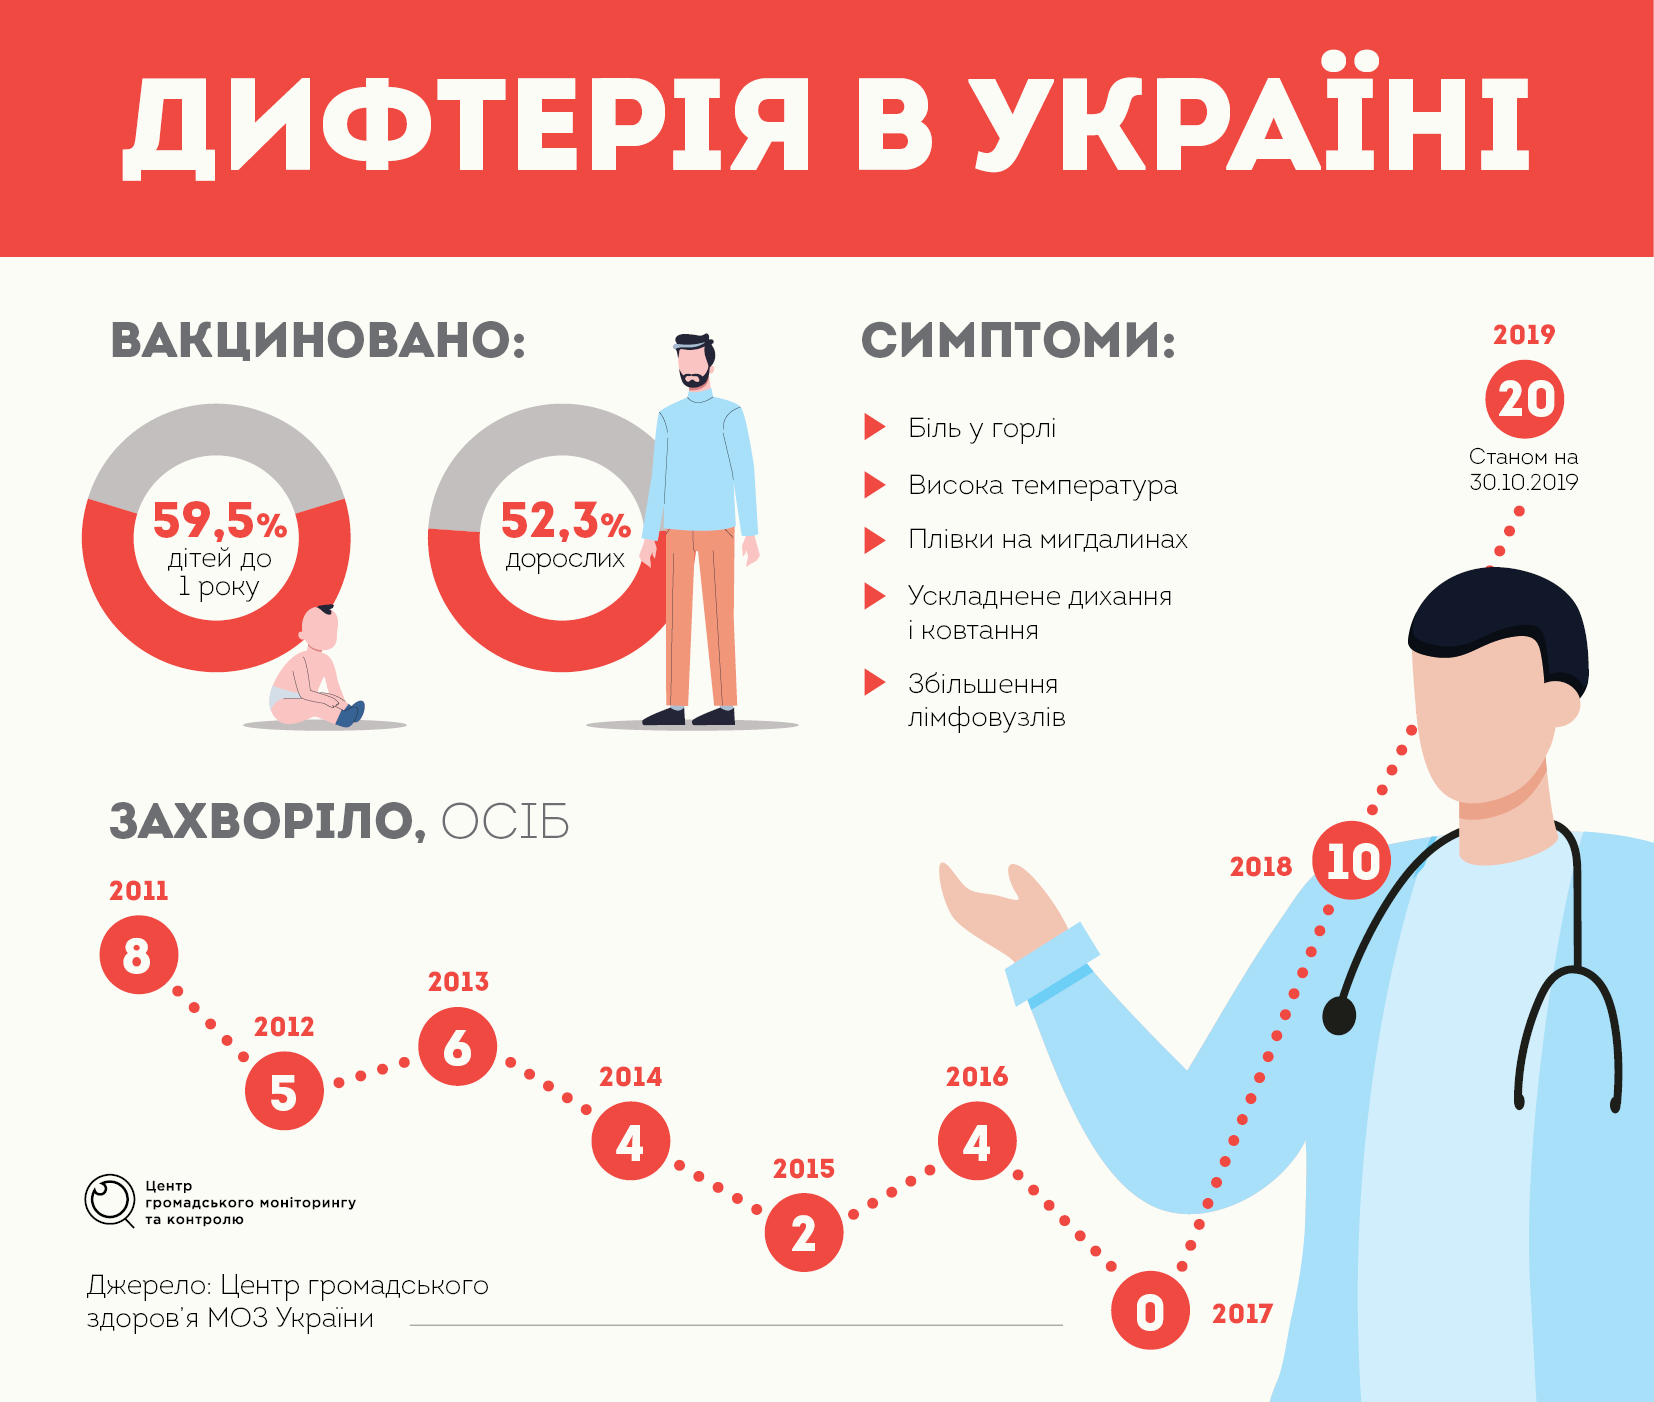 ДИФТЕРІЯ В УКРАЇНІ
ВАКЦИНОВАНО:
59,5%
дітей до
1 року
52,3%
дорослих
СИМПТОМИ:
Біль у горлі
Висока температура
Плівки на мигдалинах
Ускладнене дихання
і ковтання
Збільшення
лімфовузлів
2019
20
Станом на
30.10.2019
ЗАХВОРІЛО, ОСІБ
2011
8
2012
5
2013
6
2014
4
2015
2
2016
4
0
2017
2018
10
Центр
громадського моніторингу
та контролю
Джерело: Центр громадського
здоров'я МОЗ України